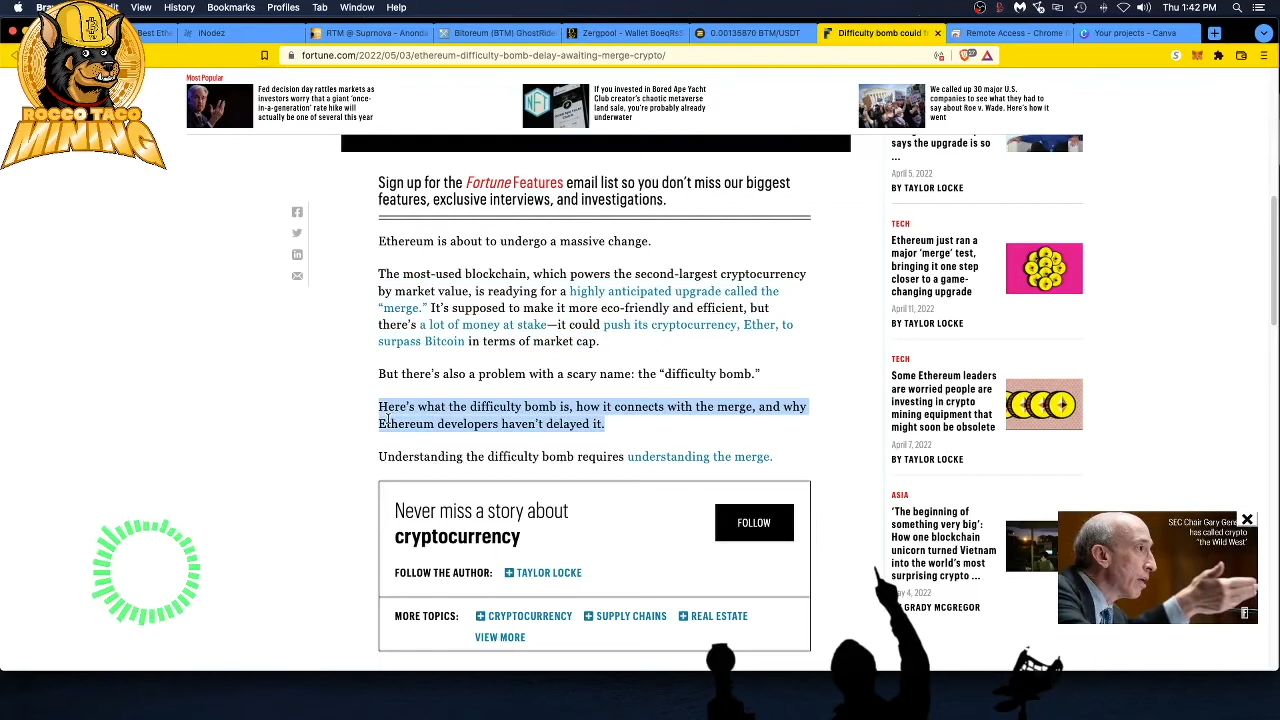 Bookmarks Profiles Tab Window Help
Thu 1:42 PM
Best Ethe
iNodez
RTM @ Suprnova - Anonda
Bitoreum (BTM) GhostRider
Zergpool - Wallet BoeqRsS
0.00135870 BTM/USDT
Difficulty bomb could t
Remote Access - Chrome
Your projects - Canva
fortune.com/2022/05/03/ethereum-difficulty-bomb-delay-awaiting-merge-crypto/
ROCCO TACO
MINING
Most Popular
Fed decision day rattles markets as
investors worry that a giant 'once-
in-a-generation' rate hike will
actually be one of several this year
If you invested in Bored Ape Yacht
Club creator's chaotic metaverse
land sale, you're probably already
underwater
We called up 30 major U.S.
companies to see what they had to
say about Roe v. Wade. Here's how it
went
NFT
Sign up for the Fortune Features email list so you don't miss our biggest
features, exclusive interviews, and investigations.
Ethereum is about to undergo a massive change.
The most-used blockchain, which powers the second-largest cryptocurrency
by market value, is readying for a highly anticipated upgrade called the
“merge.” It’s supposed to make it more eco-friendly and efficient, but
there’s a lot of money at stake—it could push its cryptocurrency, Ether, to
surpass Bitcoin in terms of market cap.
But there’s also a problem with a scary name: the “difficulty bomb.”
Here’s what the difficulty bomb is, how it connects with the merge, and why
Ethereum developers haven’t delayed it.
Understanding the difficulty bomb requires understanding the merge.
Never miss a story about
cryptocurrency
FOLLOW
FOLLOW THE AUTHOR: TAYLOR LOCKE
MORE TOPICS: CRYPTOCURRENCY SUPPLY CHAINS REAL ESTATE
VIEW MORE
says the upgrade is so
...
April 5, 2022
BY TAYLOR LOCKE
TECH
Ethereum just ran a
major ‘merge’ test,
bringing it one step
closer to a game-
changing upgrade
April 11, 2022
BY TAYLOR LOCKE
TECH
Some Ethereum leaders
are worried people are
investing in crypto
mining equipment that
might soon be obsolete
April 7, 2022
BY TAYLOR LOCKE
ASIA
‘The beginning of
something very big’:
How one blockchain
unicorn turned Vietnam
into the world’s most
surprising crypto ...
May 4, 2022
GRADY MCGREGOR
SEC Chair Gary Gens
has called crypto
“the Wild West’